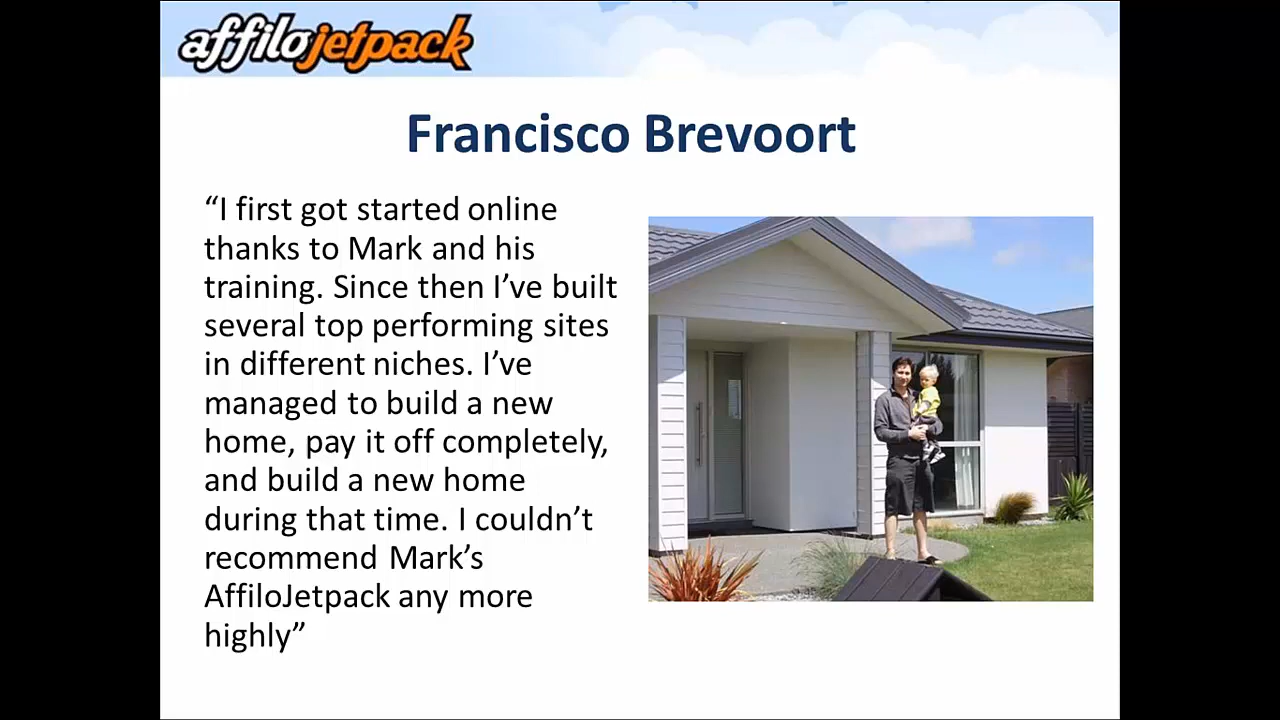 affilojetpack
Francisco Brevoort
“I first got started online
thanks to Mark and his
training. Since then I’ve built
several top performing sites
in different niches. I’ve
managed to build a new
home, pay it off completely,
and build a new home
during that time. I couldn’t
recommend Mark’s
AffiloJetpack any more
highly”